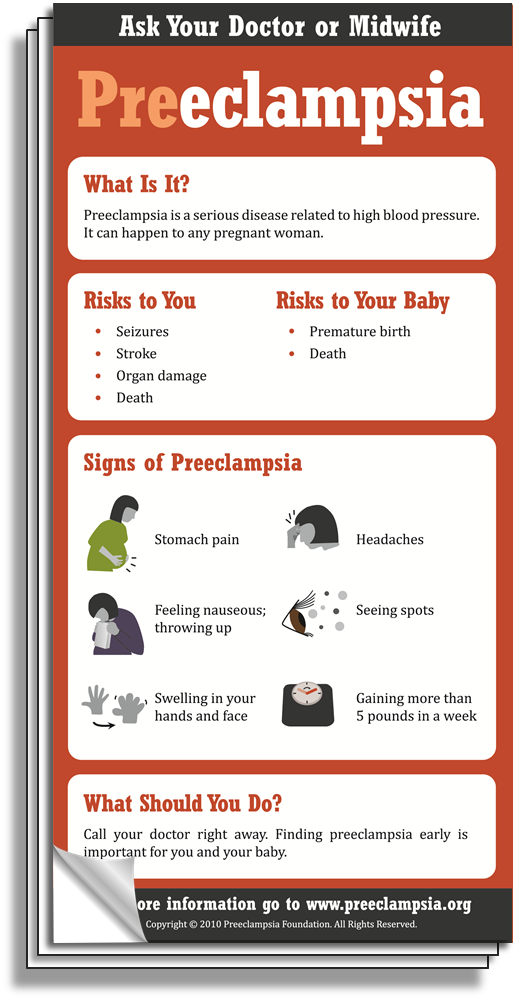 Ask Your Doctor or Midwife
Preeclampsia
What Is It?
Preeclampsia is a serious disease related to high blood pressure.
It can happen to any pregnant woman.
Risks to You
• Seizures
• Stroke
• Organ damage
• Death
Risks to Your Baby
• Premature birth
• Death
Signs of Preeclampsia
Stomach pain
Headaches
Feeling nauseous;
throwing up
Seeing spots
Swelling in your
hands and face
Gaining more than
5 pounds in a week
What Should You Do?
Call your doctor right away. Finding preeclampsia early is
important for you and your baby.
ore information go to www.preeclampsia.org
Copyright © 2010 Preeclampsia Foundation. All Rights Reserved.